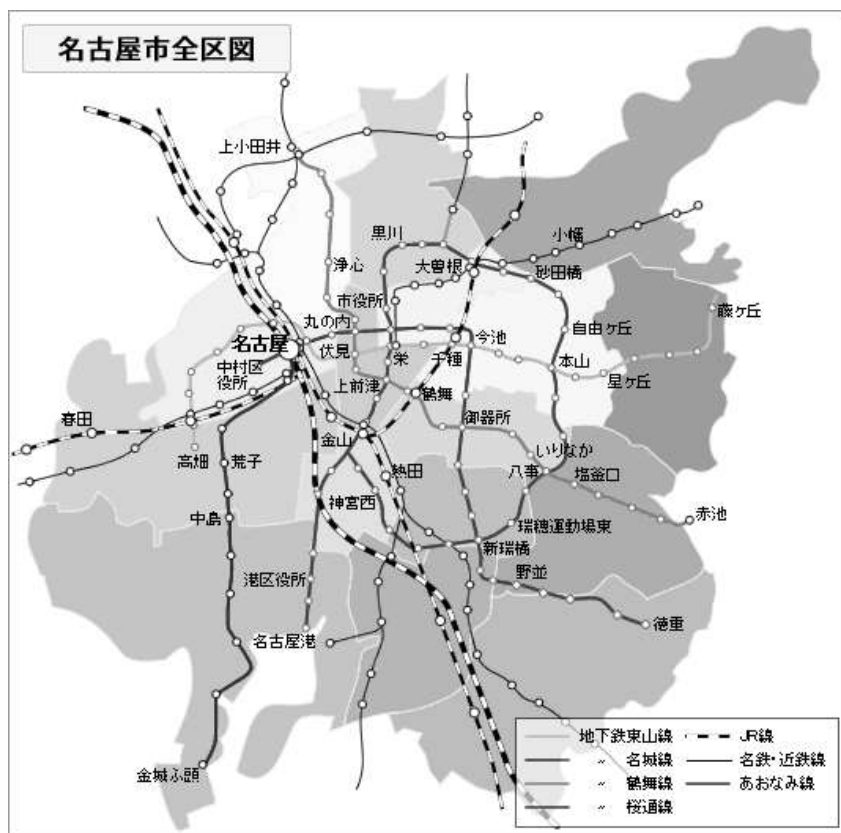 名古屋市全区図
上小田井
黒川
小幡
浄心
大曽根
砂田橋
市役所
藤ヶ丘
丸の内
自由ヶ丘
名古屋
伏見
栄
千種
今池
本山
中村区
役所
上前津
鶴舞
星ヶ丘
春田
金山
御器所
いりなか
高畑
荒子
熱田
八事
塩釜口
中島
神宮西
瑞穂運動場東
赤池
新瑞橋
港区役所
野並
名古屋港
徳重
金城ふ頭
地下鉄東山線
〃 名城線
〃 鶴舞線
〃 桜通線
JR線
名鉄・近鉄線
あおなみ線